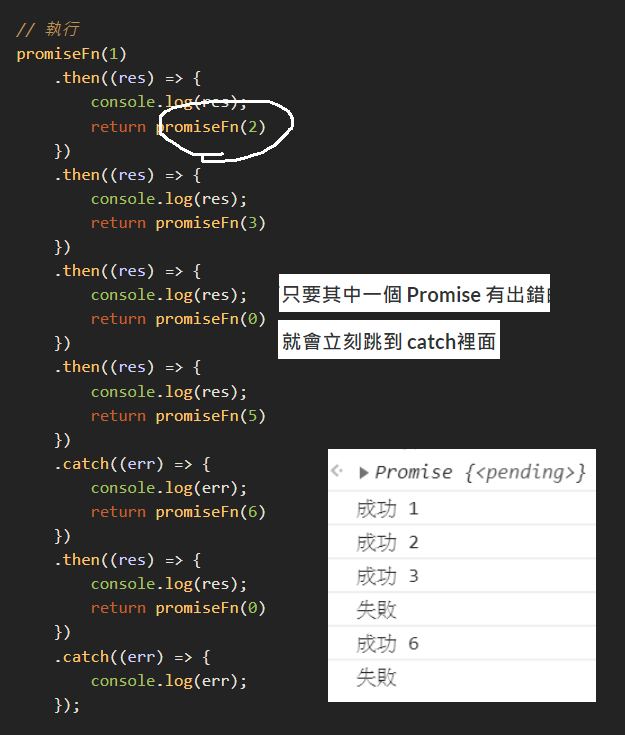 // 執行
promiseFn(1)
.then((res) => {
console.log(res);
return promiseFn(2)
})
.then((res) => {
console.log(res);
return promiseFn(3)
})
.then((res) => {
console.log(res);
return promiseFn(0)
})
.then((res) => {
console.log(res);
return promiseFn(5)
})
.catch((err) => {
console.log(err);
return promiseFn(6)
})
.then((res) => {
console.log(res);
return promiseFn(0)
})
.catch((err) => {
console.log(err);
});
只要其中一個 Promise 有出錯
就會立刻跳到 catch裡面
Promise {<pending>}
成功 1
成功 2
成功 3
失敗
成功 6
失敗